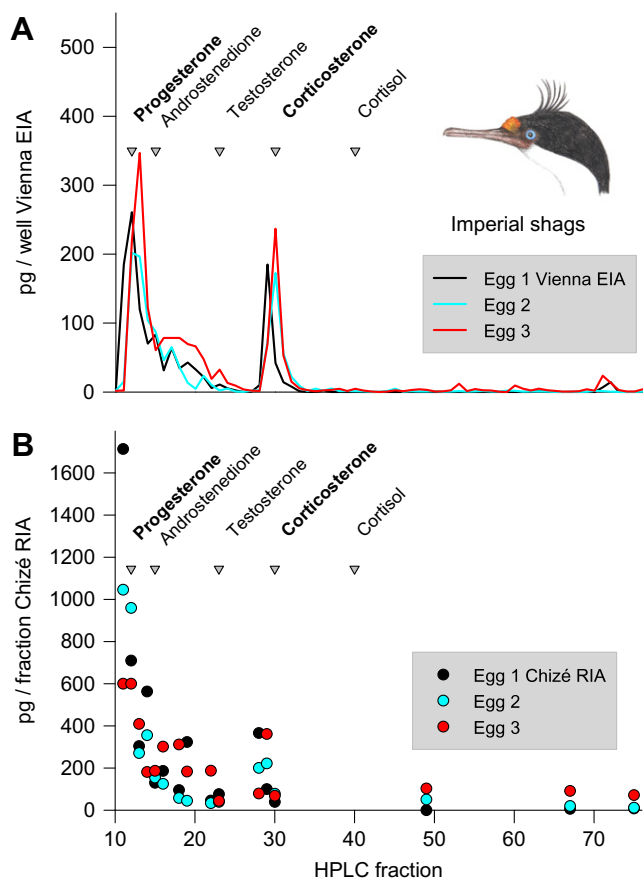 A
500
400
300
200
100
0
pg / well Vienna EIA
Progesterone
Androstenedione
Testosterone
Corticosterone
Cortisol
Imperial shags
Egg 1 Vienna EIA
Egg 2
Egg 3
B
1600
1400
1200
1000
800
600
400
200
0
pg / fraction Chizé RIA
Progesterone
Androstenedione
Testosterone
Corticosterone
Cortisol
Egg 1 Chizé RIA
Egg 2
Egg 3
10 20 30 40 50 60 70
HPLC fraction